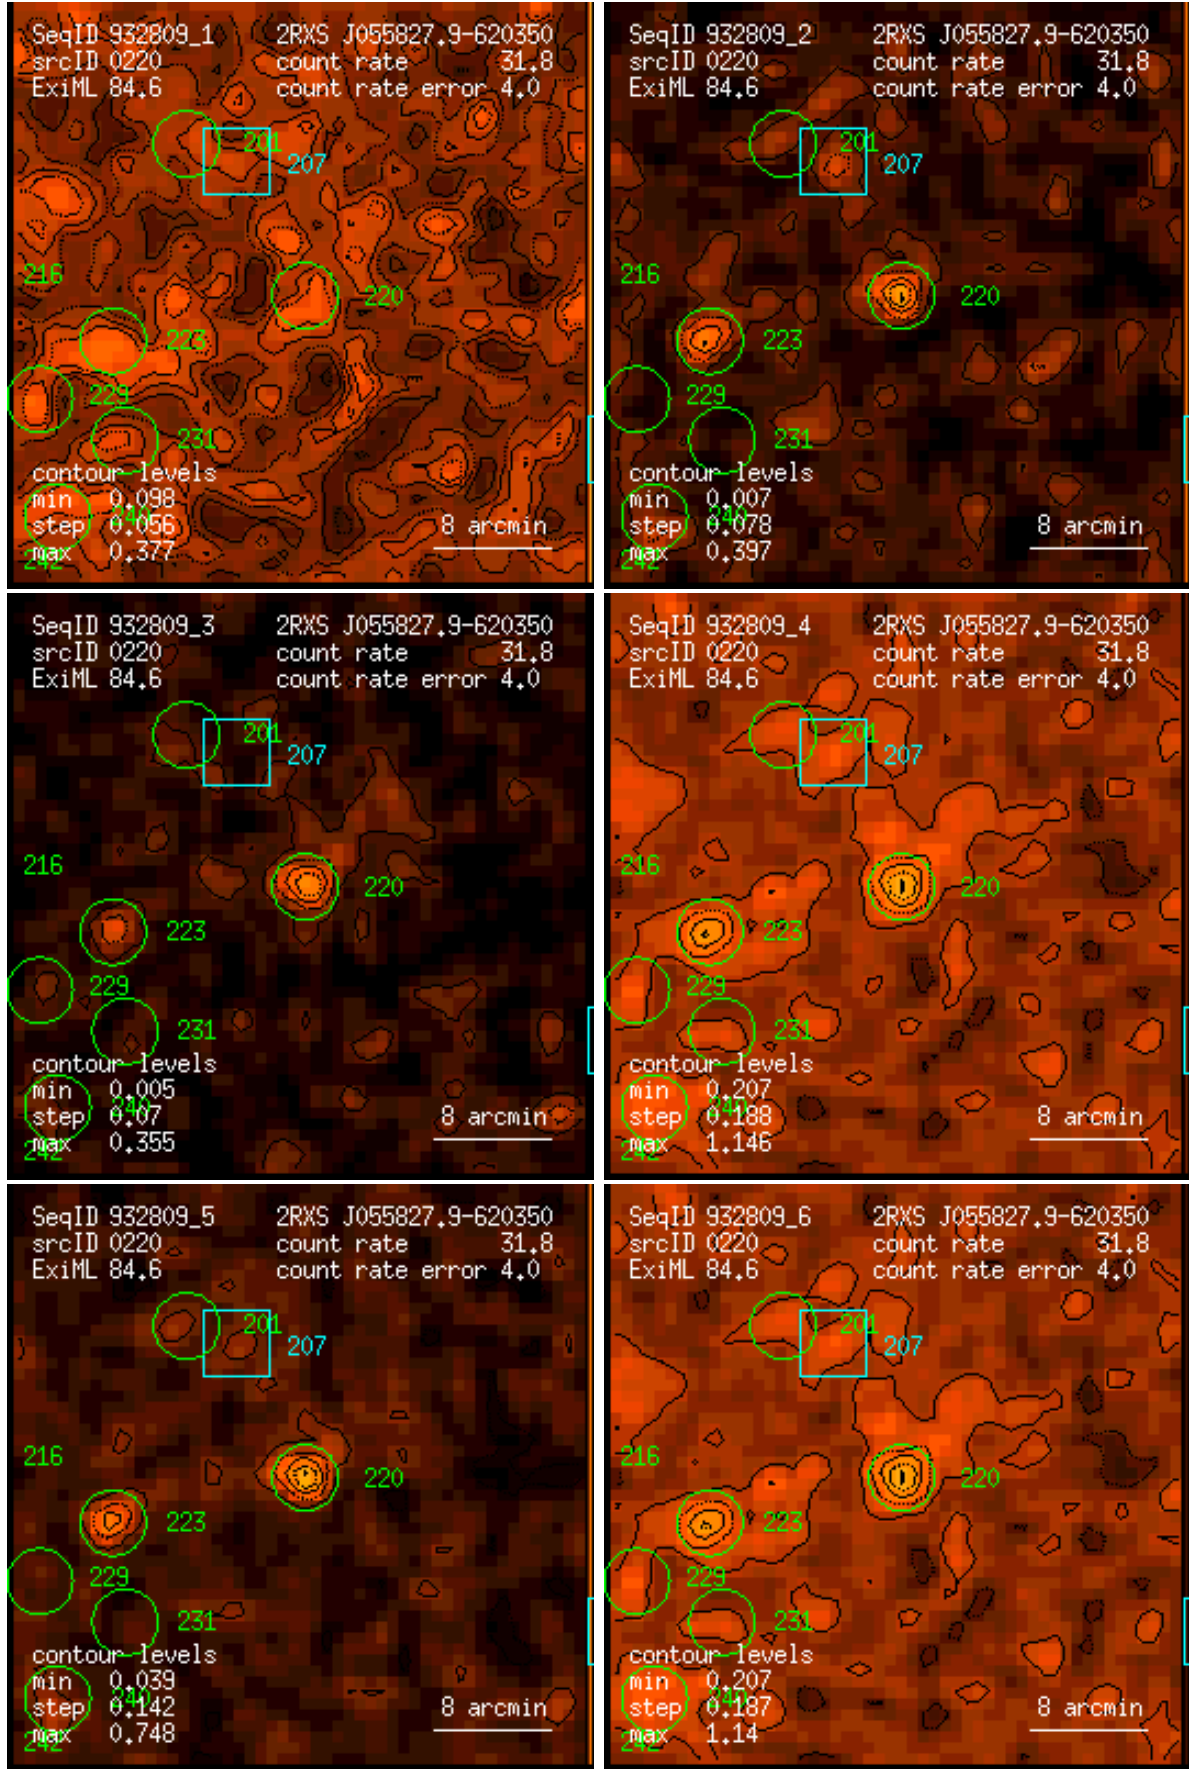 SeqID 932809_1 2RXS J055827.9-620350
srcID 0220 count rate 31.8
ExiML 84.6 count rate error 4.0
201
207
216
220
223
229
231
contour levels
min 0.098
240
step 0.056 8 arcmin
max 0.377
242
SeqID 932809_2 2RXS J055827.9-620350
srcID 0220 count rate 31.8
ExiML 84.6 count rate error 4.0
201
207
216
220
223
229
231
contour levels
min 0.007
240
step 0.078 8 arcmin
max 0.397
242
SeqID 932809_3 2RXS J055827.9-620350
srcID 0220 count rate 31.8
ExiML 84.6 count rate error 4.0
201
207
216
220
223
229
231
contour levels
min 0.005
240
step 0.07 8 arcmin
max 0.355
242
SeqID 932809_4 2RXS J055827.9-620350
srcID 0220 count rate 31.8
ExiML 84.6 count rate error 4.0
201
207
216
220
223
229
231
contour levels
min 0.207
240
step 0.188 8 arcmin
max 1.146
242
SeqID 932809_5 2RXS J055827.9-620350
srcID 0220 count rate 31.8
ExiML 84.6 count rate error 4.0
201
207
216
220
223
229
231
contour levels
min 0.039
240
step 0.142 8 arcmin
max 0.748
242
SeqID 932809_6 2RXS J055827.9-620350
srcID 0220 count rate 31.8
ExiML 84.6 count rate error 4.0
201
207
216
220
223
229
231
contour levels
min 0.207
240
step 0.187 8 arcmin
max 1.14
242